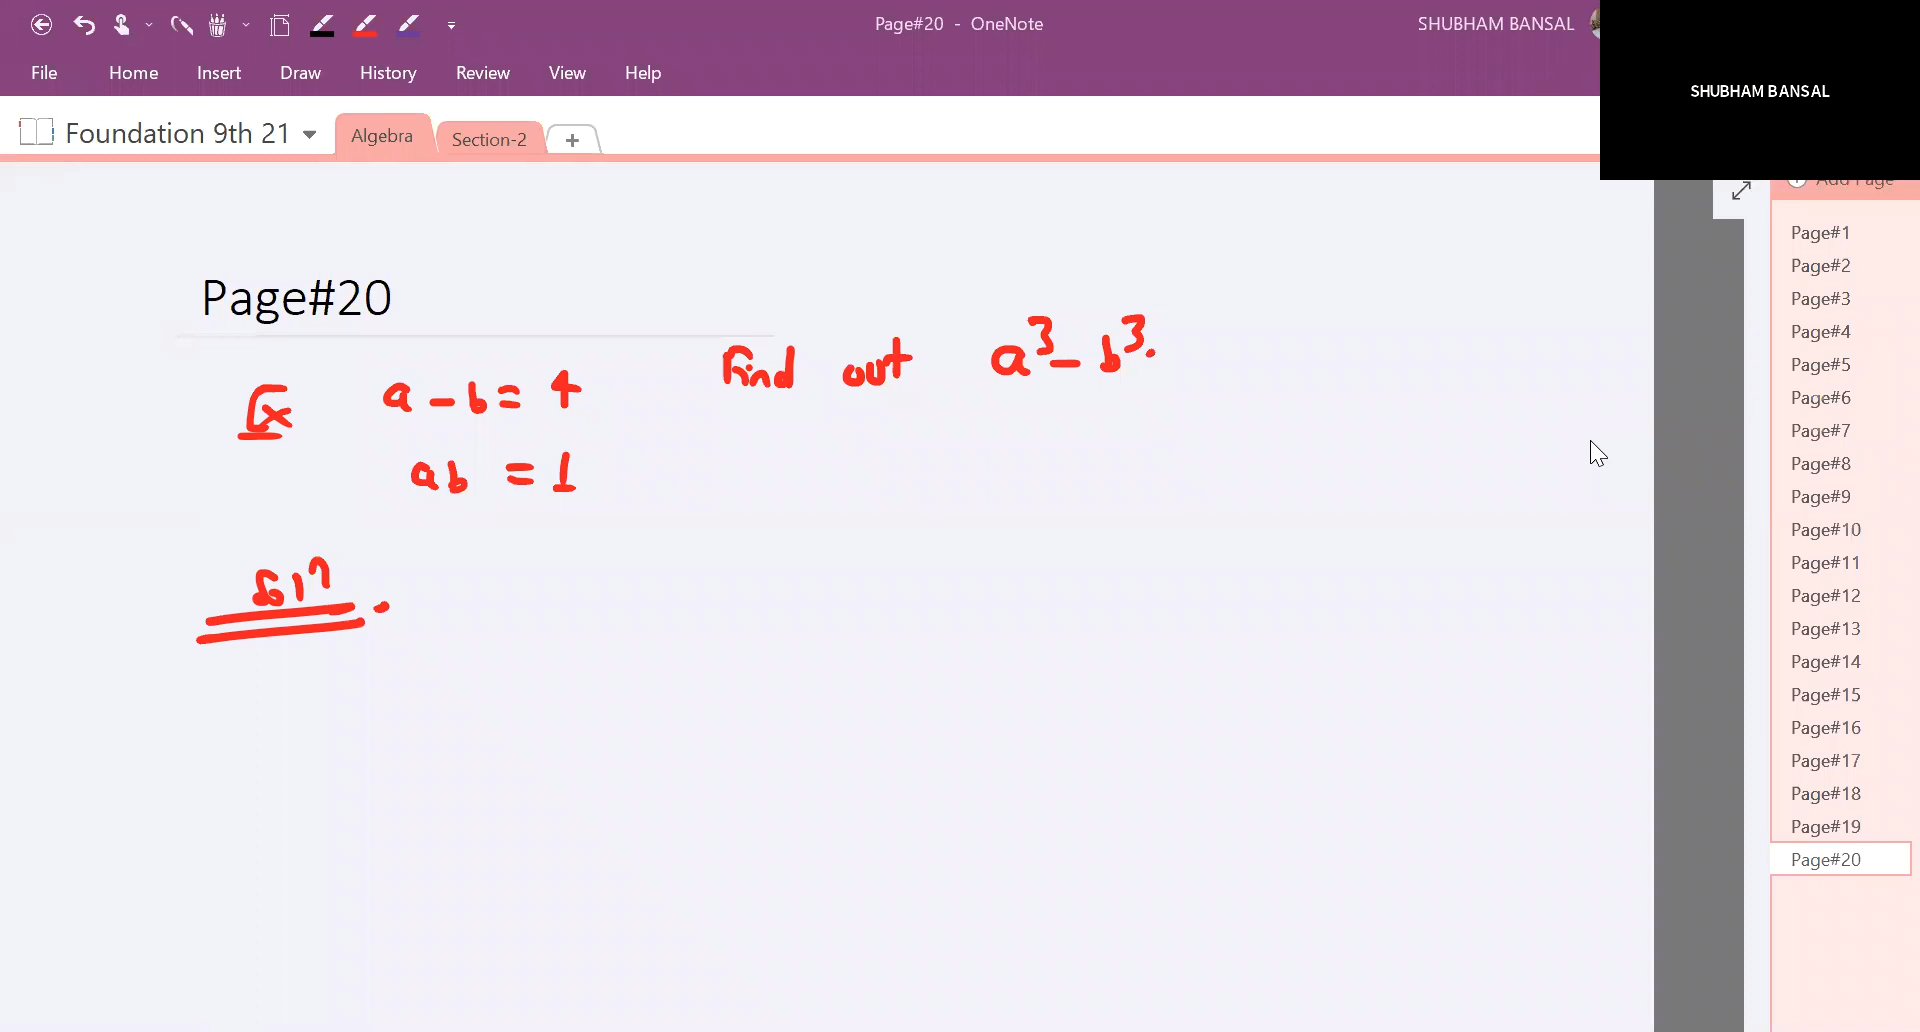 Page#20 - OneNote
SHUBHAM BANSAL
SHUBHAM BANSAL
File Home Insert Draw History Review View Help
Foundation 9th 21
Algebra
Section-2
+
Add Page
Page#20
Ex a - b = 4
ab = 1
Find out a³ - b³.
Solⁿ.
Page#1
Page#2
Page#3
Page#4
Page#5
Page#6
Page#7
Page#8
Page#9
Page#10
Page#11
Page#12
Page#13
Page#14
Page#15
Page#16
Page#17
Page#18
Page#19
Page#20